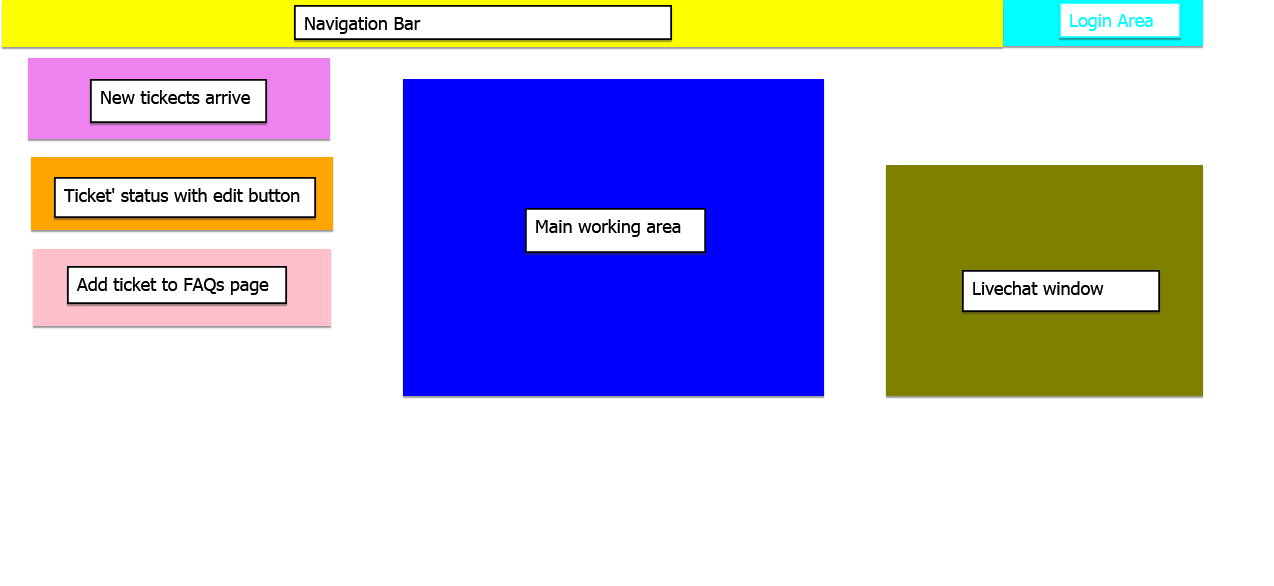 Navigation Bar
Login Area
New tickects arrive
Ticket' status with edit button
Add ticket to FAQs page
Main working area
Livechat window